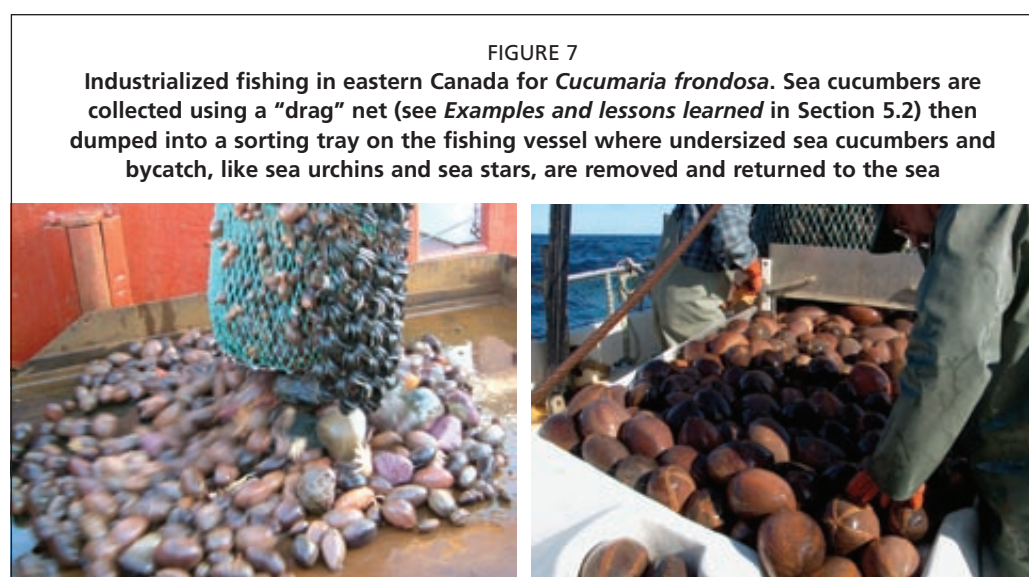 FIGURE 7
Industrialized fishing in eastern Canada for Cucumaria frondosa. Sea cucumbers are
collected using a “drag” net (see Examples and lessons learned in Section 5.2) then
dumped into a sorting tray on the fishing vessel where undersized sea cucumbers and
bycatch, like sea urchins and sea stars, are removed and returned to the sea